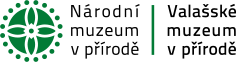 Národní
muzeum
v přírodě
Valašské
muzeum
v přírodě